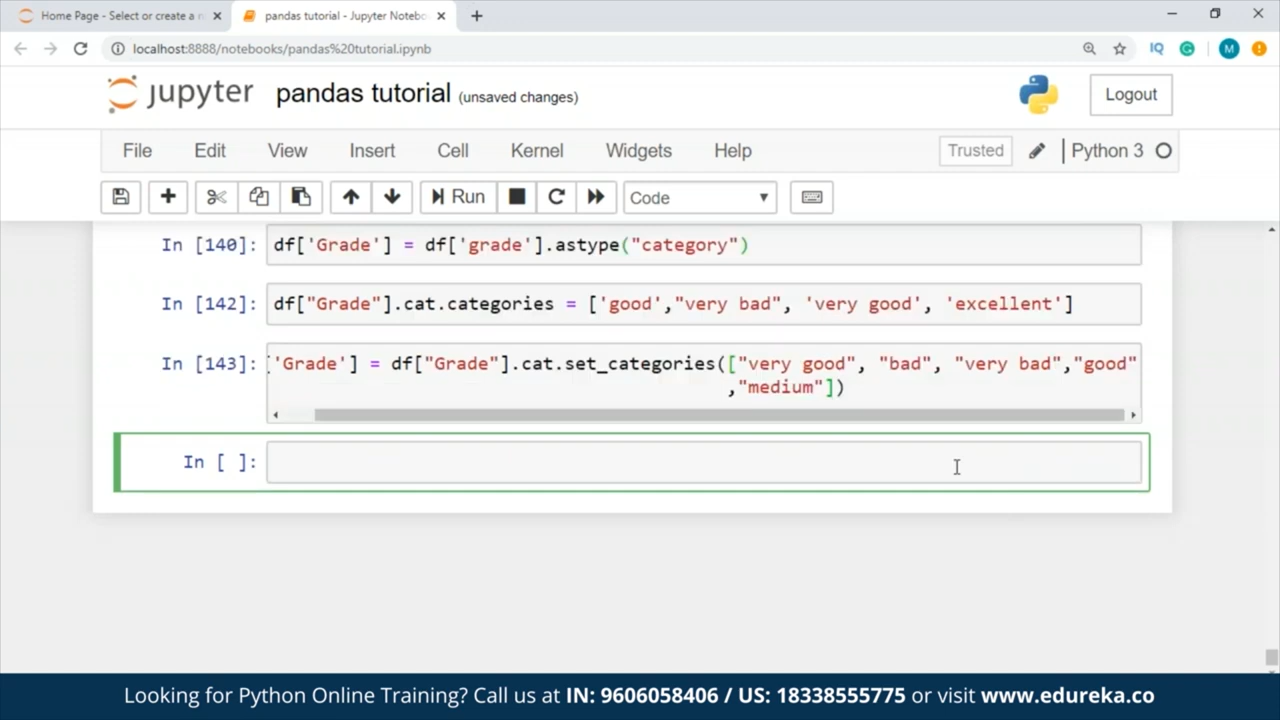 Home Page - Select or create a n
pandas tutorial - Jupyter Notebo
localhost:8888/notebooks/pandas%20tutorial.ipynb
IQ
M
jupyter pandas tutorial (unsaved changes)
Logout
File Edit View Insert Cell Kernel Widgets Help
Trusted
Python 3
Run
Code
In [140]: df['Grade'] = df['grade'].astype("category")
In [142]: df["Grade"].cat.categories = ['good',"very bad", 'very good', 'excellent']
In [143]: 'Grade'] = df["Grade"].cat.set_categories(["very good", "bad", "very bad","good"
,"medium"])
In [ ]:
Looking for Python Online Training? Call us at IN: 9606058406 / US: 18338555775 or visit www.edureka.co